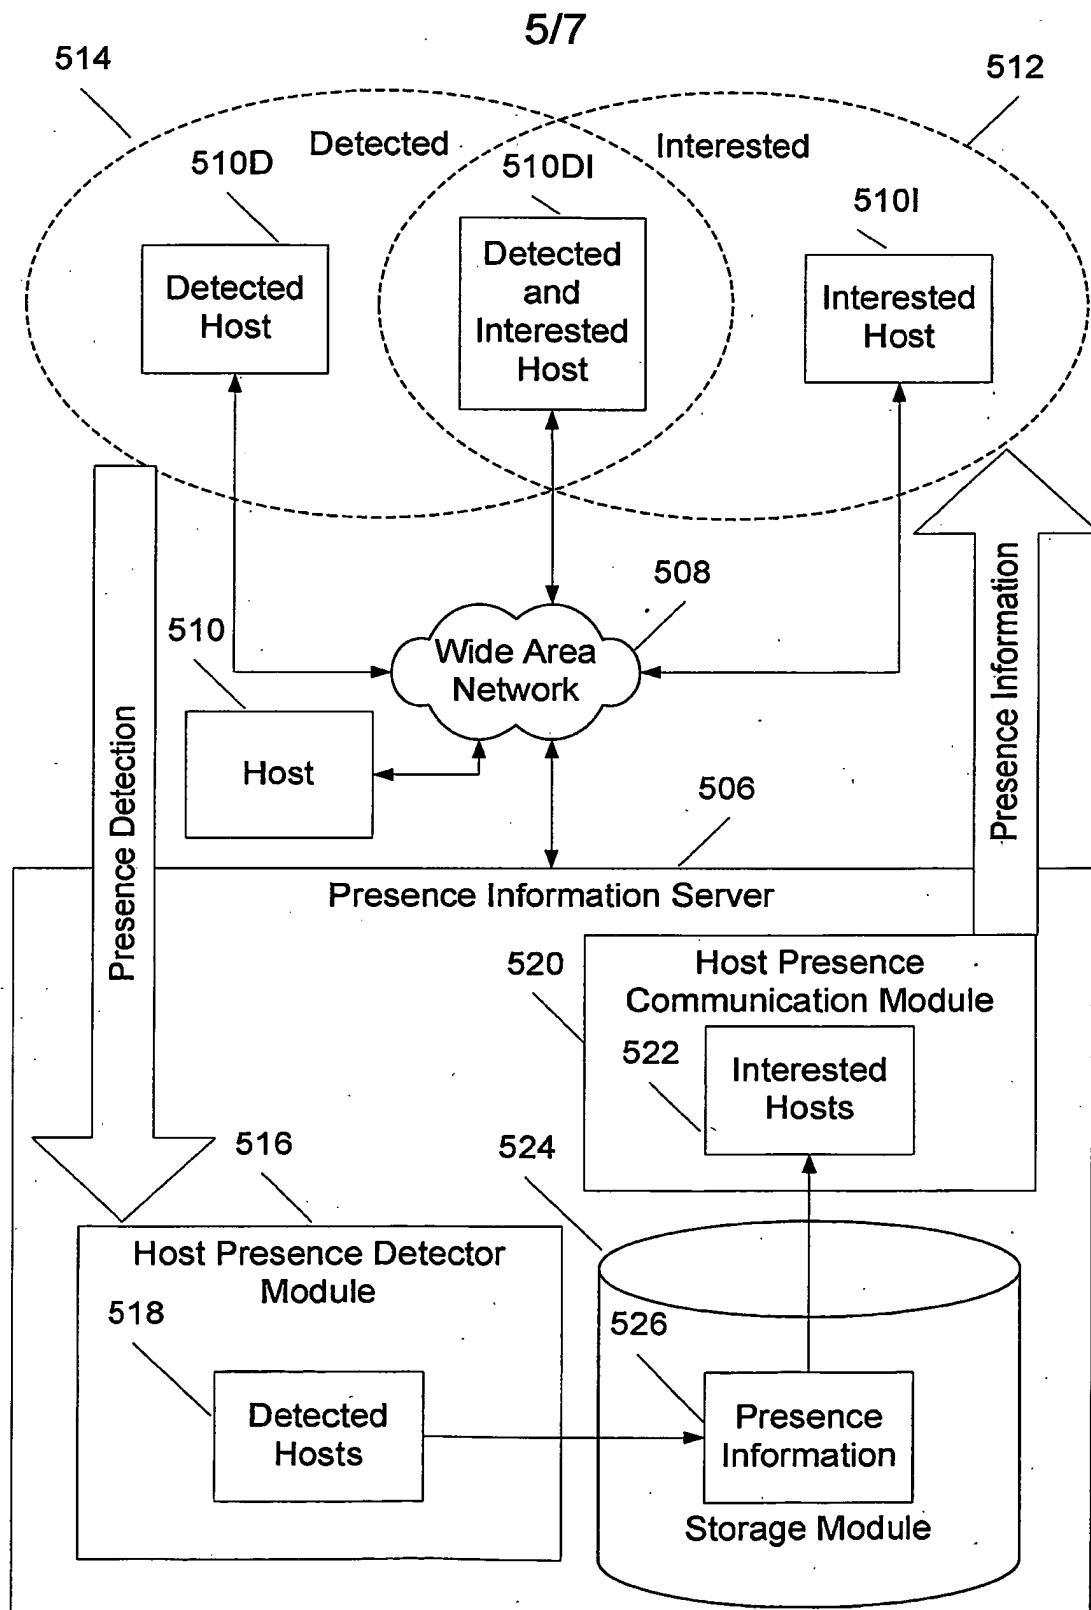 5/7
514
512
Detected
Interested
510D
510DI
510I
Detected
Host
Detected
and
Interested
Host
Interested
Host
508
510
Wide Area
Network
Host
Presence Detection
Presence Information
506
Presence Information Server
520
Host Presence
Communication Module
522
Interested
Hosts
516
524
Host Presence Detector
Module
518
526
Detected
Hosts
Presence
Information
Storage Module